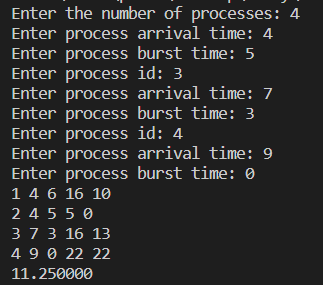 Enter the number of processes: 4
Enter process arrival time: 4
Enter process burst time: 5
Enter process id: 3
Enter process arrival time: 7
Enter process burst time: 3
Enter process id: 4
Enter process arrival time: 9
Enter process burst time: 0
1 4 6 16 10
2 4 5 5 0
3 7 3 16 13
4 9 0 22 22
11.250000